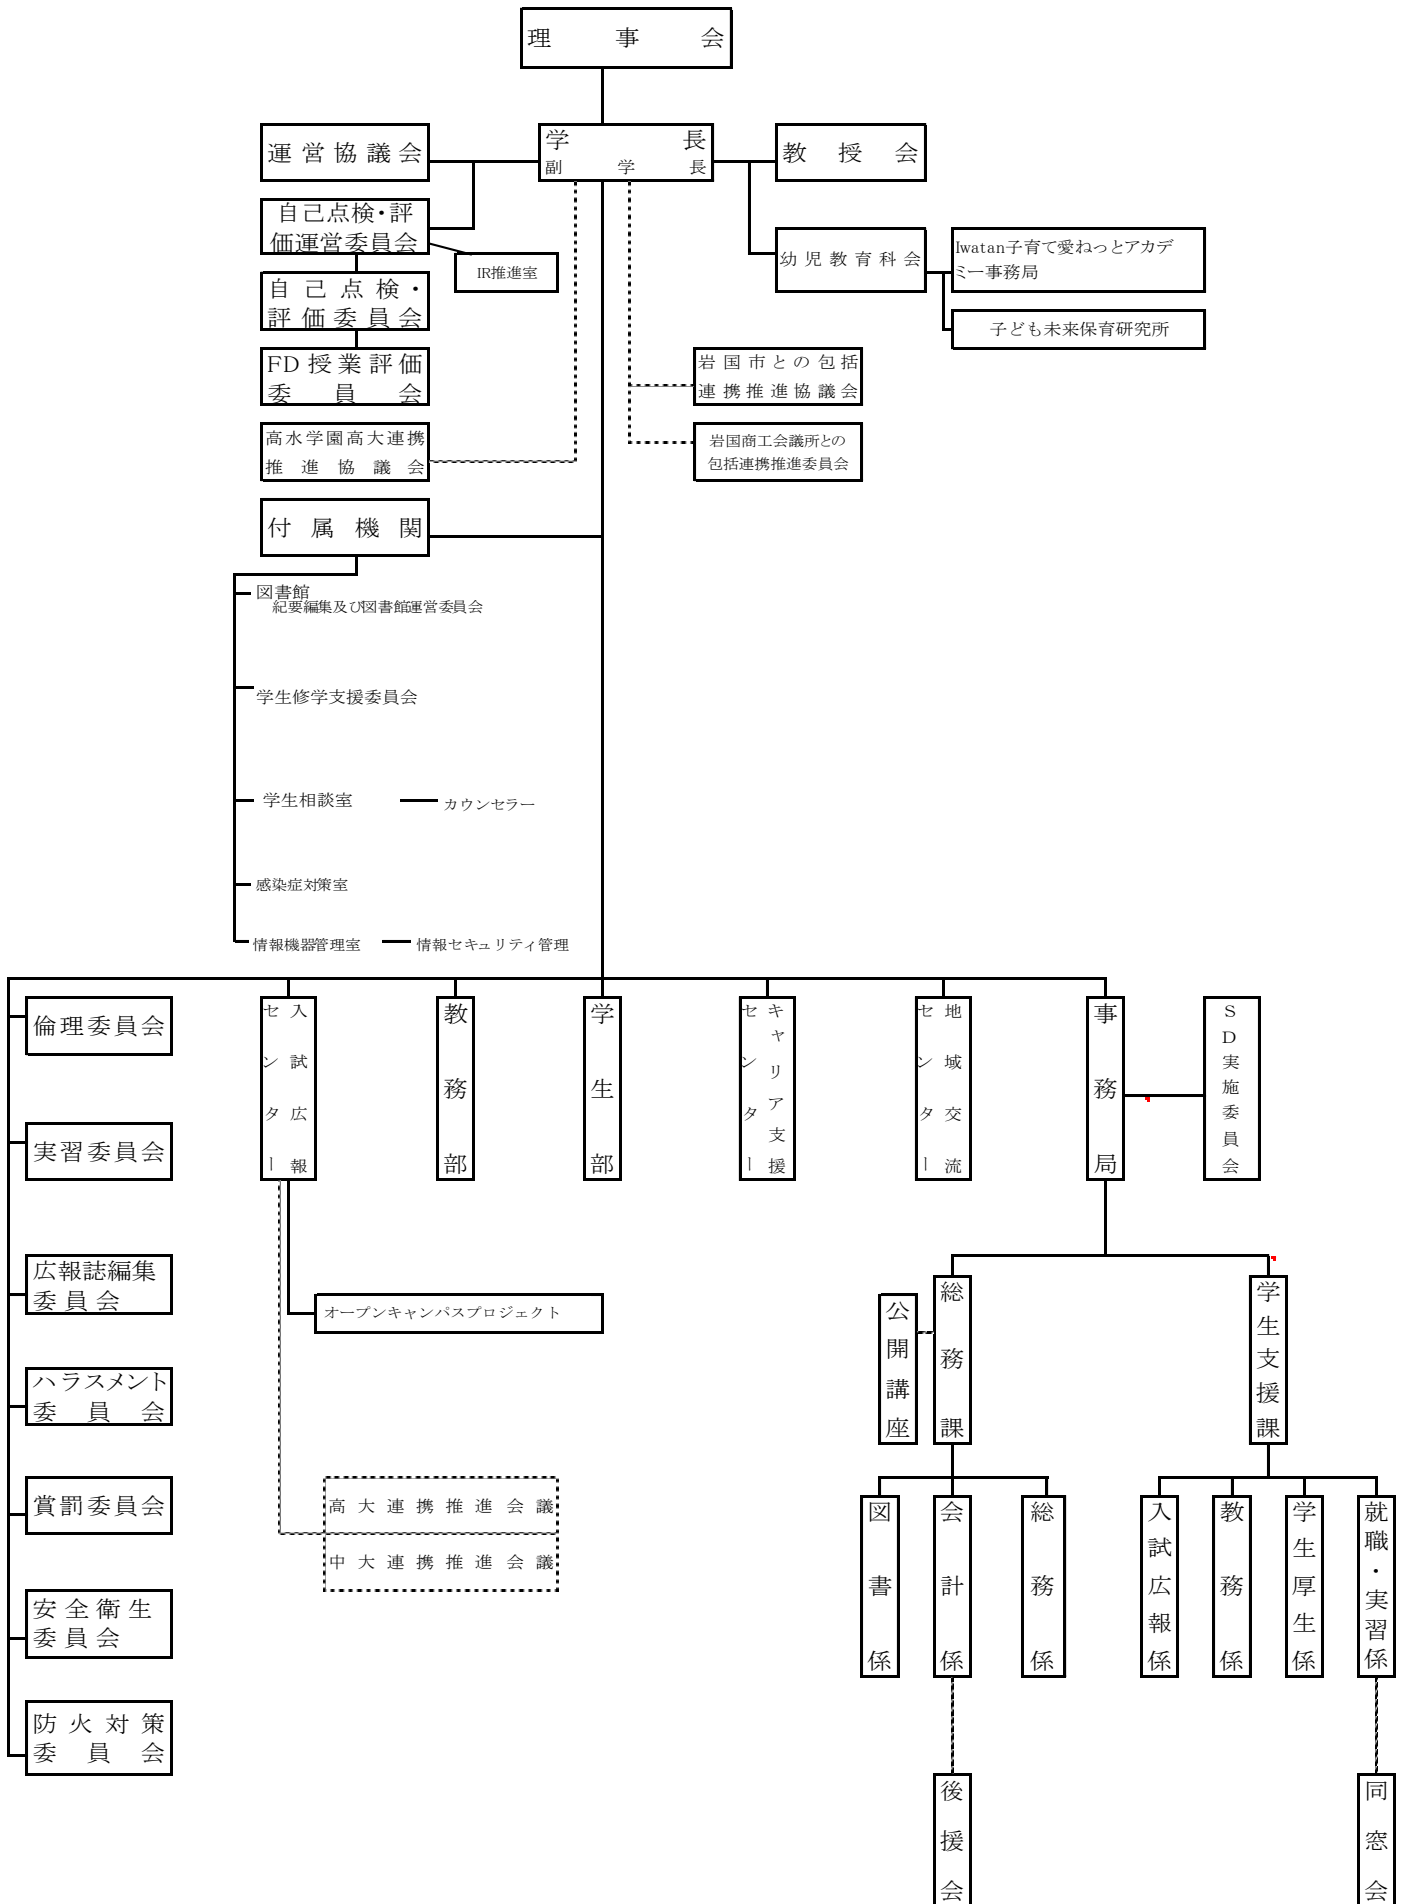 理事会
運営協議会
学長
副学長
教授会
自己点検・評
価運営委員会
IR推進室
自己点検・
評価委員会
FD授業評価
委員会
高水学園高大連携
推進協議会
幼児教育科会
Iwatan子育て愛ねっとアカデ
ミー事務局
子ども未来保育研究所
岩国市との包括
連携推進協議会
岩国商工会議所との
包括連携推進委員会
付属機関
図書館
紀要編集及び図書館運営委員会
学生修学支援委員会
学生相談室
カウンセラー
感染症対策室
情報機器管理室
情報セキュリティ管理
倫理委員会
実習委員会
広報誌編集
委員会
ハラスメント
委員会
賞罰委員会
安全衛生
委員会
防火対策
委員会
入試広報
センター
教務部
学生部
キャリア支援
センター
地域交流
センター
事務局
SD実施委員会
オープンキャンパスプロジェクト
高大連携推進会議
中大連携推進会議
公開講座
総務課
学生支援課
図書係
会計係
総務係
入試広報係
教務係
学生厚生係
就職・実習係
後援会
同窓会